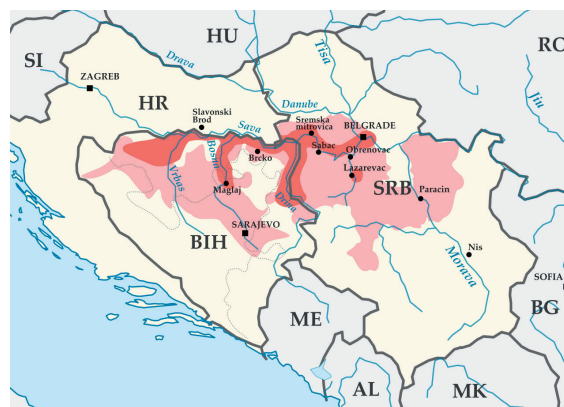 HU
SI
Drava
Tisa
RO
ZAGREB
Jiu
HR
Slavonski
Brod
Danube
Sremska
mitrovica
BELGRADE
Sava
Sabac
Obrenovac
Bosna
Brcko
Vrbas
Lazarevac
Maglaj
SRB
Paracin
Drina
SARAJEVO
BIH
Nis
Morava
SOFIA
ME
BG
AL
MK